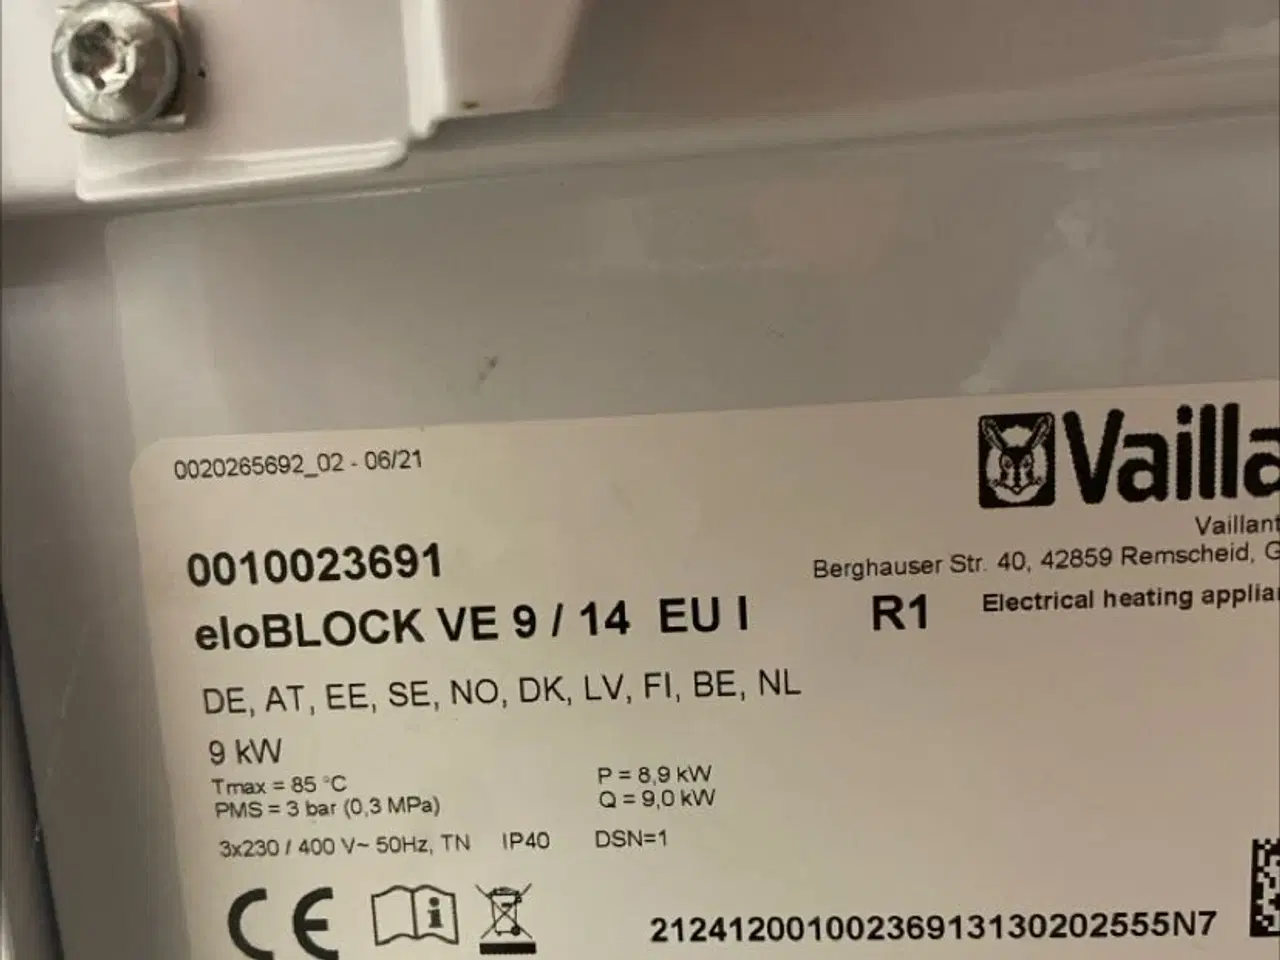 0020265692_02 - 06/21
Vailla
Vaillant
Berghauser Str. 40, 42859 Remscheid, G
0010023691
eloBLOCK VE 9 / 14 EU I R1 Electrical heating applia
DE, AT, EE, SE, NO, DK, LV, FI, BE, NL
9 kW
Tmax = 85 °C P = 8,9 kW
PMS = 3 bar (0,3 MPa) Q = 9,0 kW
3x230 / 400 V~ 50Hz, TN IP40 DSN=1
CE i 21241200100236913130202555N7